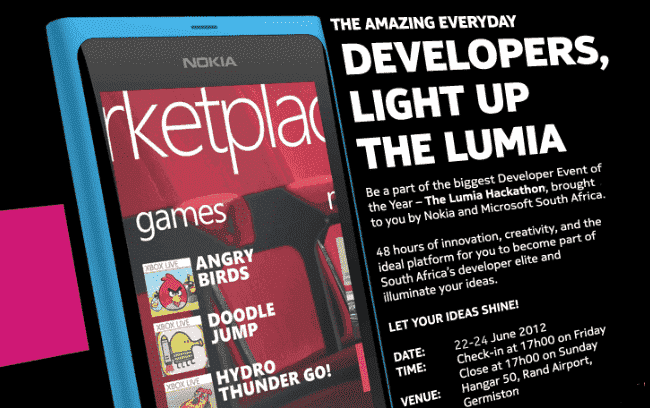 NOKIA
rketplac
games
XBOX LIVE
ANGRY
BIRDS
XBOX LIVE
DOODLE
JUMP
XBOX LIVE
HYDRO
THUNDER GO!
THE AMAZING EVERYDAY
DEVELOPERS,
LIGHT UP
THE LUMIA
Be a part of the biggest Developer Event of
the Year – The Lumia Hackathon, brought
to you by Nokia and Microsoft South Africa.
48 hours of innovation, creativity, and the
ideal platform for you to become part of
South Africa's developer elite and
illuminate your ideas.
LET YOUR IDEAS SHINE!
DATE: 22-24 June 2012
TIME: Check-in at 17h00 on Friday
Close at 17h00 on Sunday
VENUE: Hangar 50, Rand Airport,
Germiston